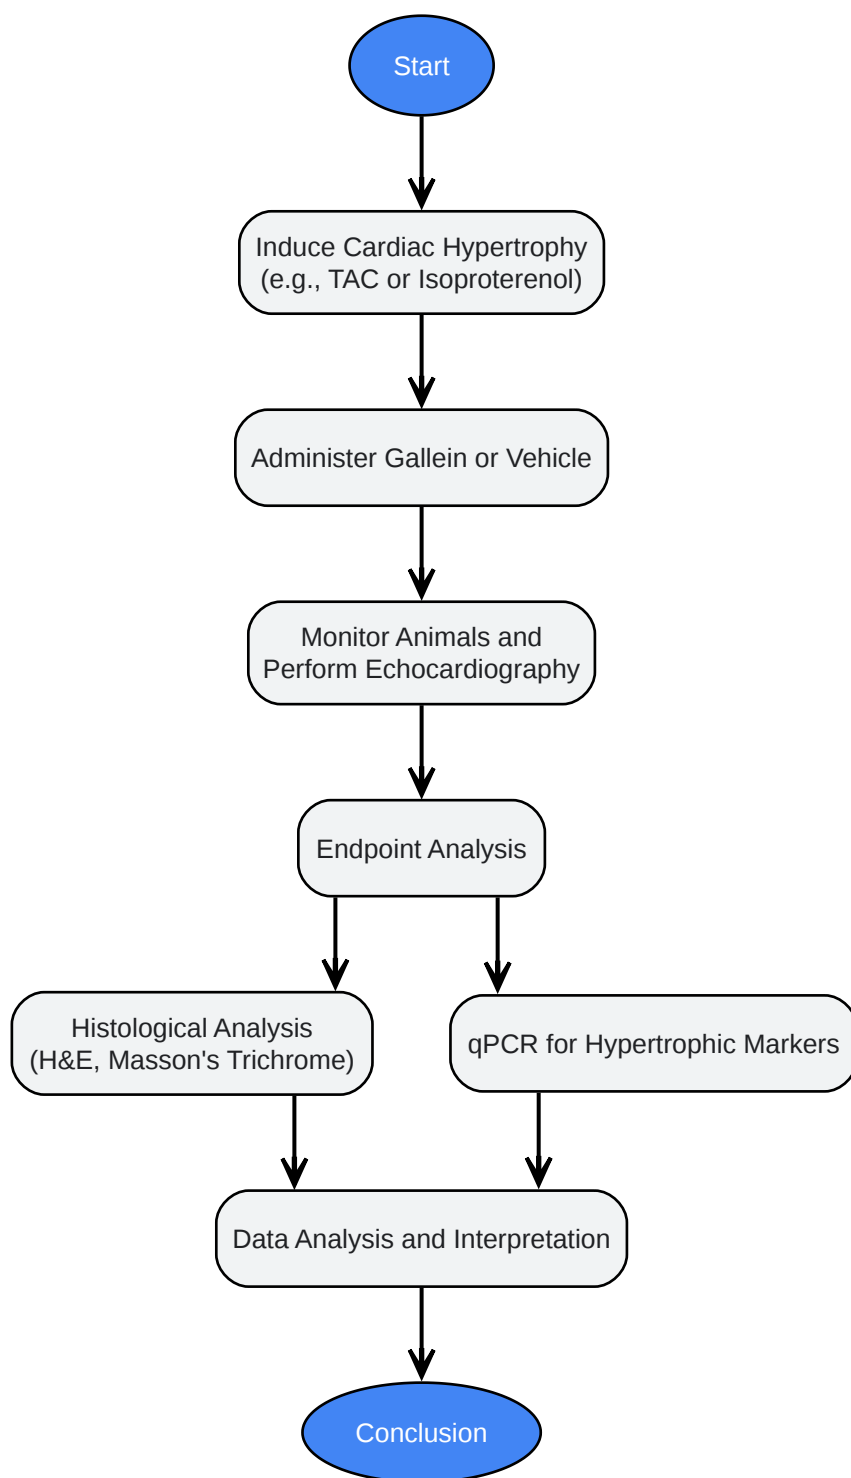 Start
Induce Cardiac Hypertrophy
(e.g., TAC or Isoproterenol)
Administer Gallein or Vehicle
Monitor Animals and
Perform Echocardiography
Endpoint Analysis
Histological Analysis
(H&E, Masson's Trichrome)
qPCR for Hypertrophic Markers
Data Analysis and Interpretation
Conclusion